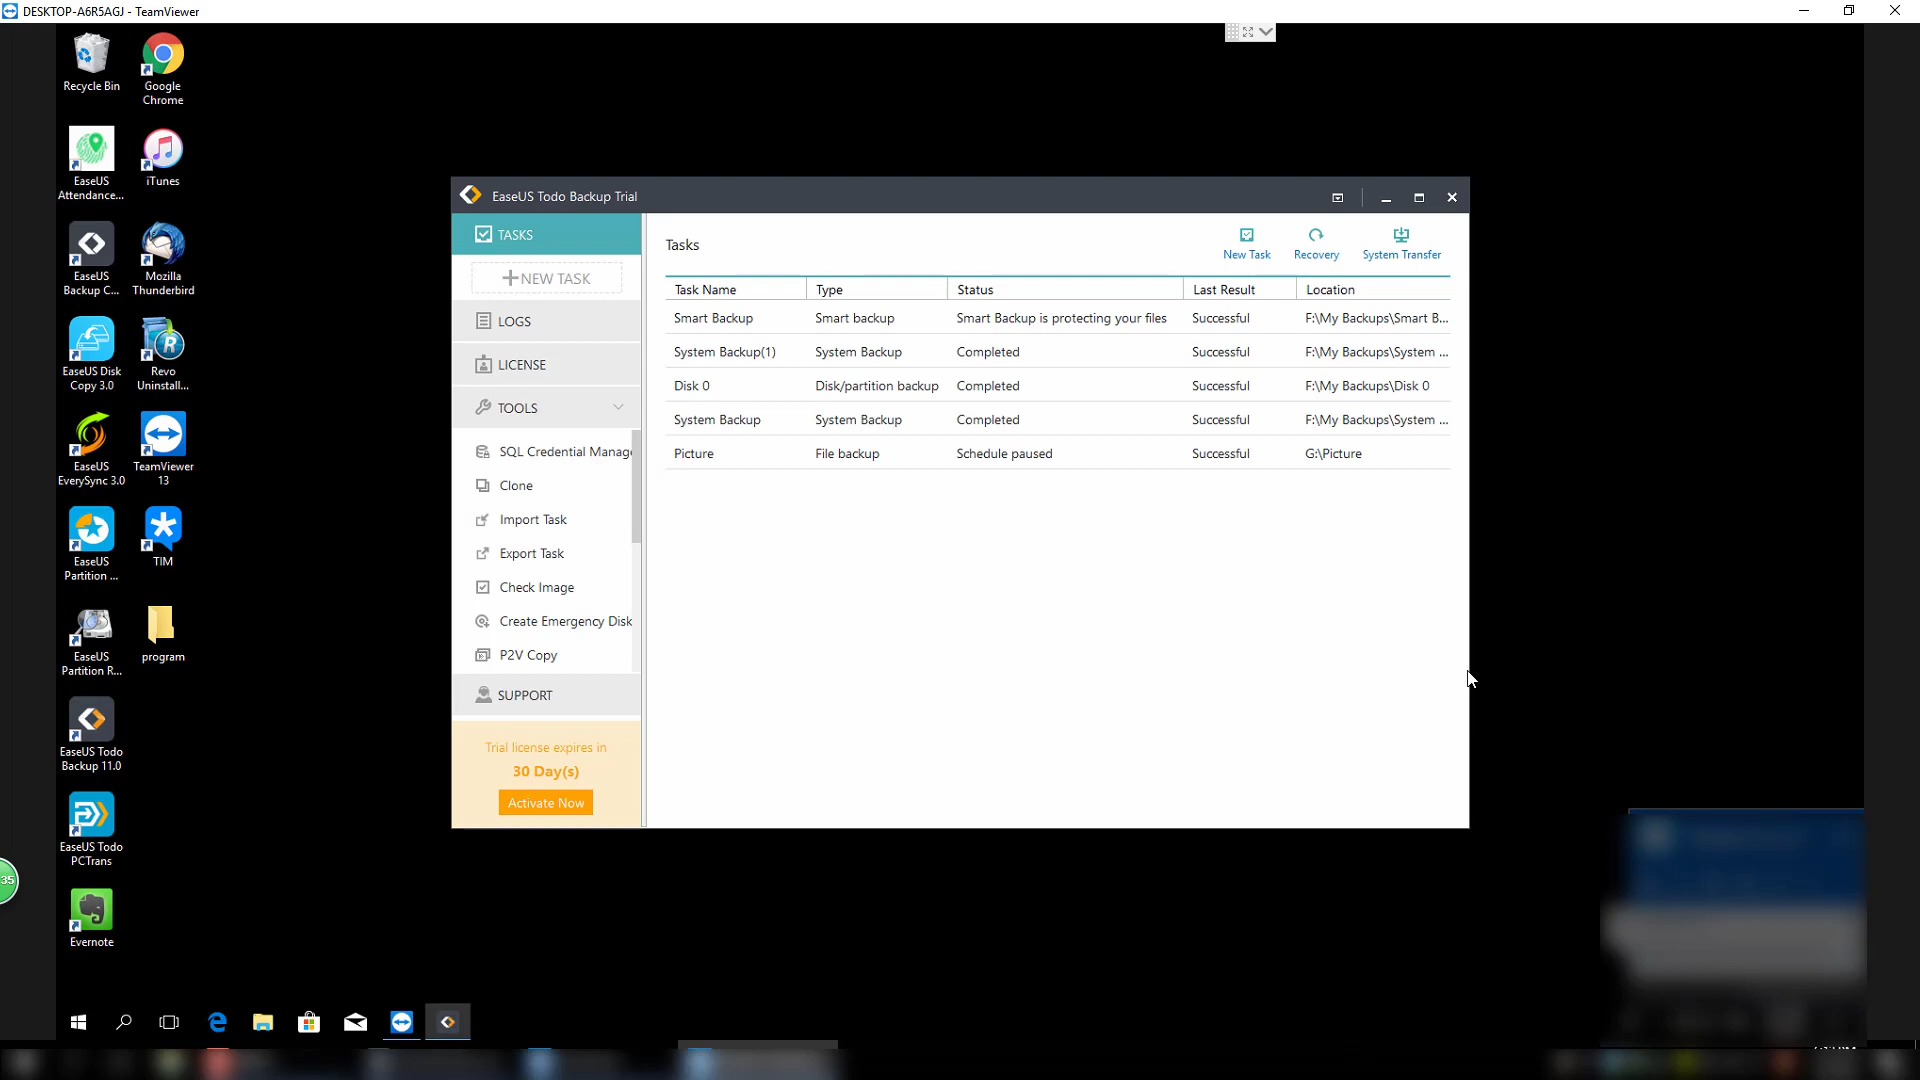 DESKTOP-A6R5AGJ - TeamViewer
Recycle Bin
Google
Chrome
EaseUS
Attendance...
iTunes
EaseUS
Backup C...
Mozilla
Thunderbird
EaseUS Disk
Copy 3.0
Revo
Uninstall...
EaseUS
EverySync 3.0
TeamViewer
13
EaseUS
Partition ...
TIM
EaseUS
Partition R...
program
EaseUS Todo
Backup 11.0
EaseUS Todo
PCTrans
Evernote
35
EaseUS Todo Backup Trial
TASKS
NEW TASK
LOGS
LICENSE
TOOLS
SQL Credential Manage
Clone
Import Task
Export Task
Check Image
Create Emergency Disk
P2V Copy
SUPPORT
Trial license expires in
30 Day(s)
Activate Now
Tasks
New Task Recovery System Transfer
Task Name Type Status Last Result Location
Smart Backup Smart backup Smart Backup is protecting your files Successful F:\My Backups\Smart B...
System Backup(1) System Backup Completed Successful F:\My Backups\System ...
Disk 0 Disk/partition backup Completed Successful F:\My Backups\Disk 0
System Backup System Backup Completed Successful F:\My Backups\System ...
Picture File backup Schedule paused Successful G:\Picture